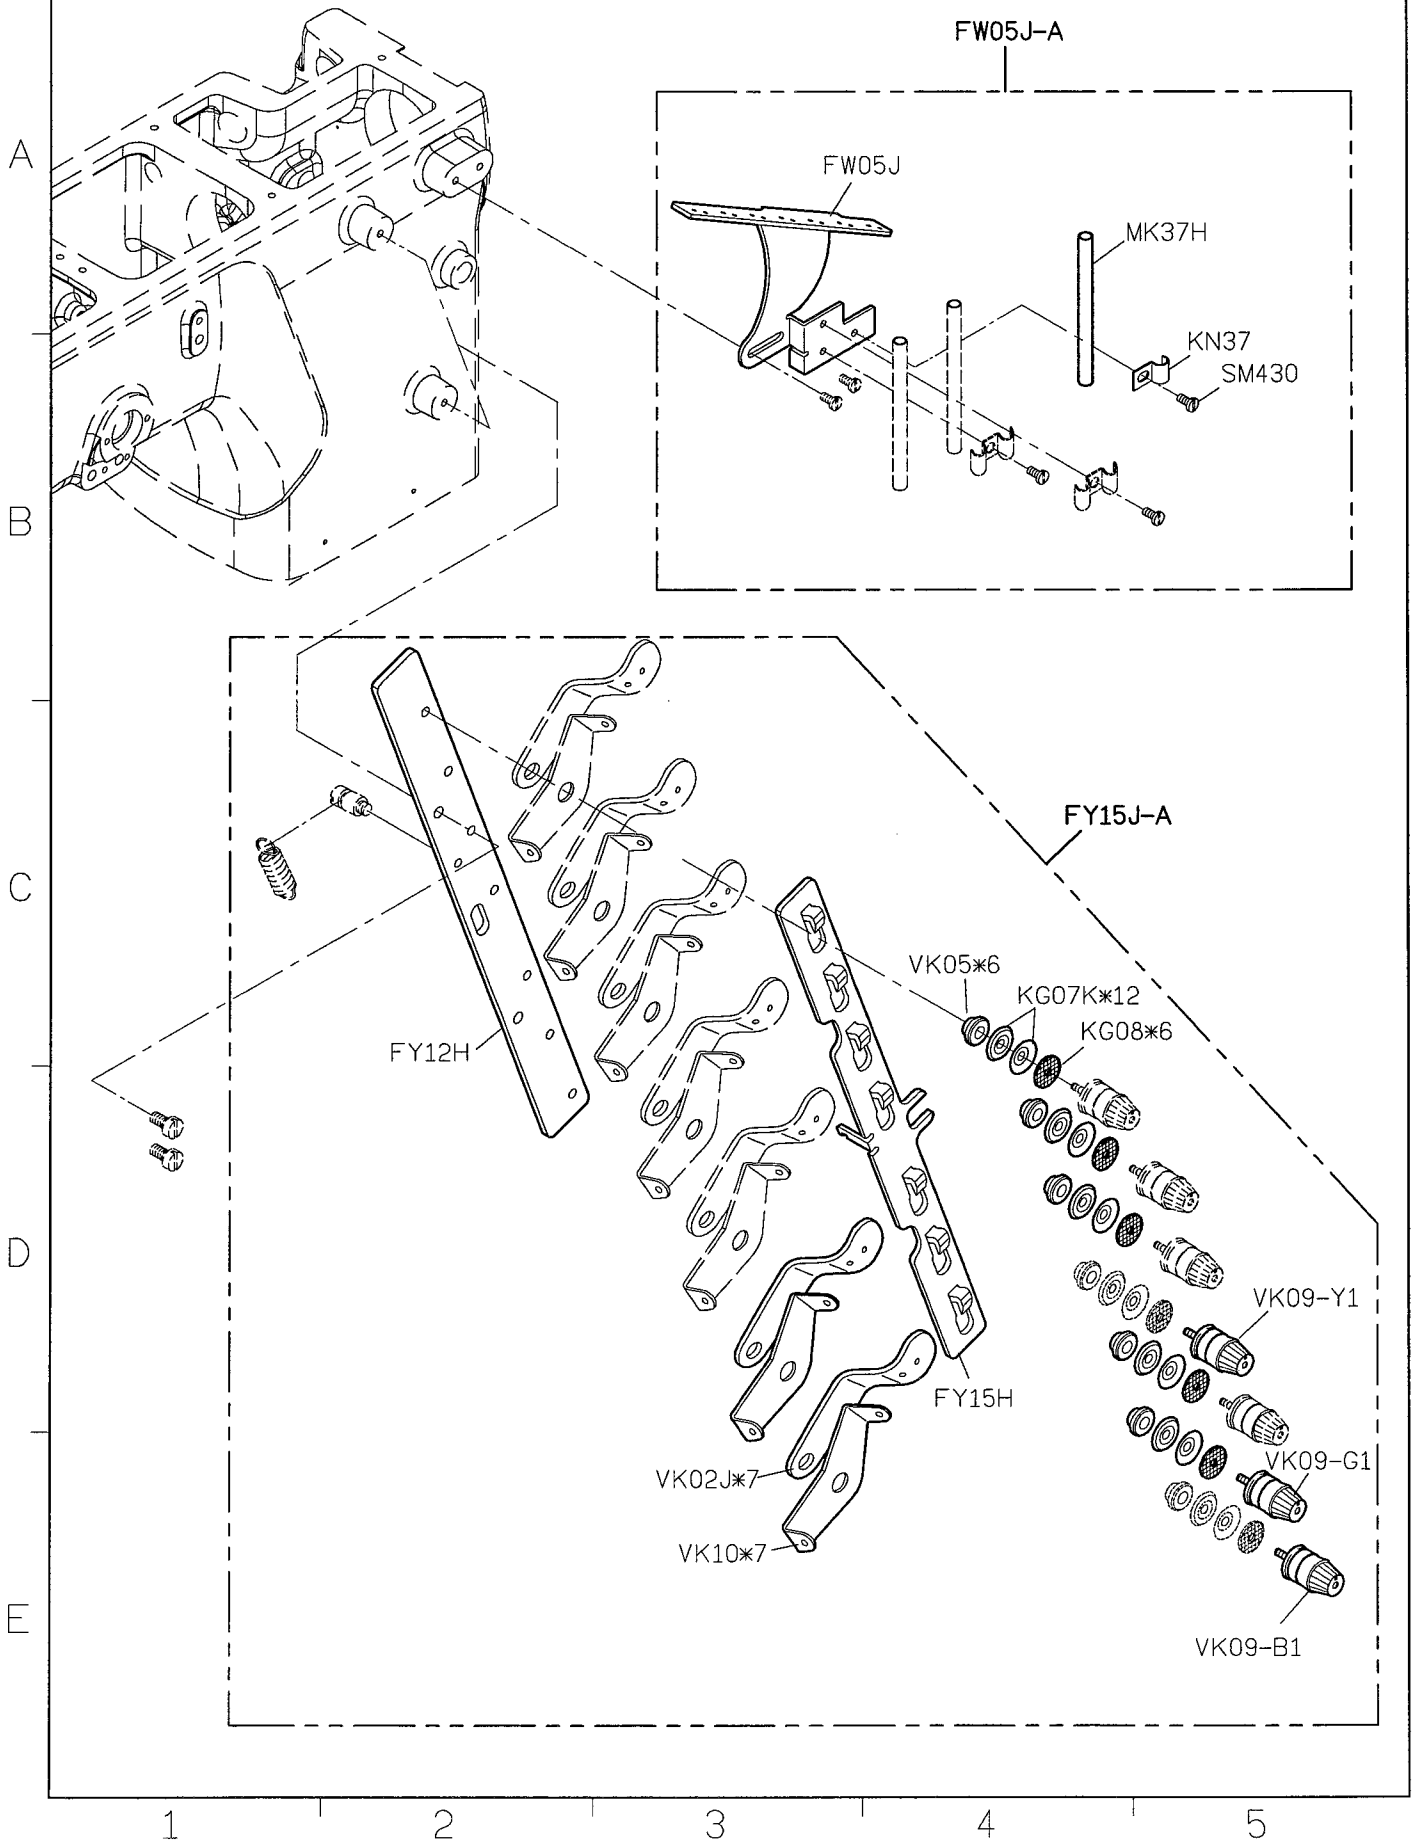 FW05J-A
A
FW05J
MK37H
KN37
SM430
B
FY15J-A
C
VK05*6
KG07K*12
KG08*6
FY12H
D
VK09-Y1
FY15H
VK09-G1
VK02J*7
VK10*7
E
VK09-B1
1 2 3 4 5